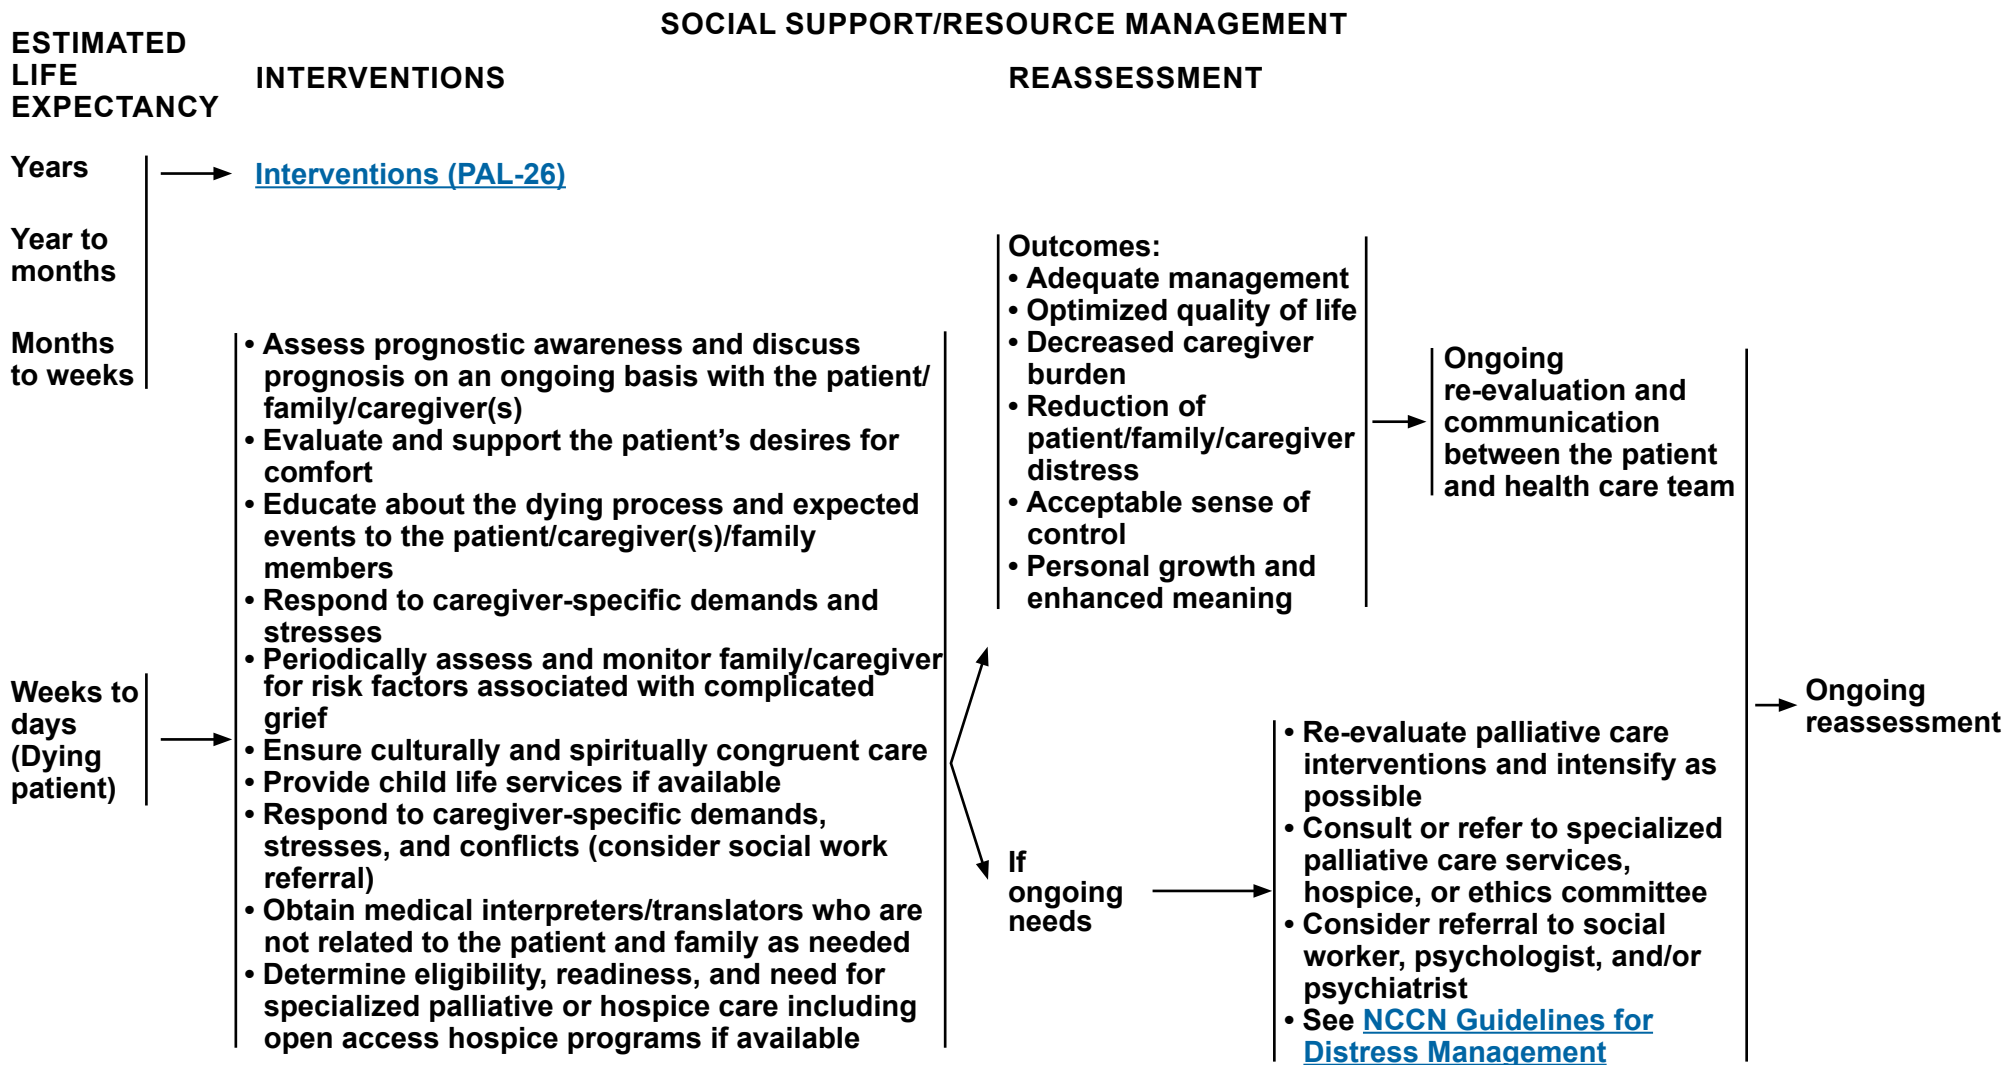 SOCIAL SUPPORT/RESOURCE MANAGEMENT
ESTIMATED
LIFE
EXPECTANCY
INTERVENTIONS
REASSESSMENT
Years
Interventions (PAL-26)
Year to
months
Months
to weeks
Weeks to
days
(Dying
patient)
• Assess prognostic awareness and discuss
prognosis on an ongoing basis with the patient/
family/caregiver(s)
• Evaluate and support the patient’s desires for
comfort
• Educate about the dying process and expected
events to the patient/caregiver(s)/family
members
• Respond to caregiver-specific demands and
stresses
• Periodically assess and monitor family/caregiver
for risk factors associated with complicated
grief
• Ensure culturally and spiritually congruent care
• Provide child life services if available
• Respond to caregiver-specific demands,
stresses, and conflicts (consider social work
referral)
• Obtain medical interpreters/translators who are
not related to the patient and family as needed
• Determine eligibility, readiness, and need for
specialized palliative or hospice care including
open access hospice programs if available
Outcomes:
• Adequate management
• Optimized quality of life
• Decreased caregiver
burden
• Reduction of
patient/family/caregiver
distress
• Acceptable sense of
control
• Personal growth and
enhanced meaning
Ongoing
re-evaluation and
communication
between the patient
and health care team
If
ongoing
needs
• Re-evaluate palliative care
interventions and intensify as
possible
• Consult or refer to specialized
palliative care services,
hospice, or ethics committee
• Consider referral to social
worker, psychologist, and/or
psychiatrist
• See NCCN Guidelines for
Distress Management
Ongoing
reassessment